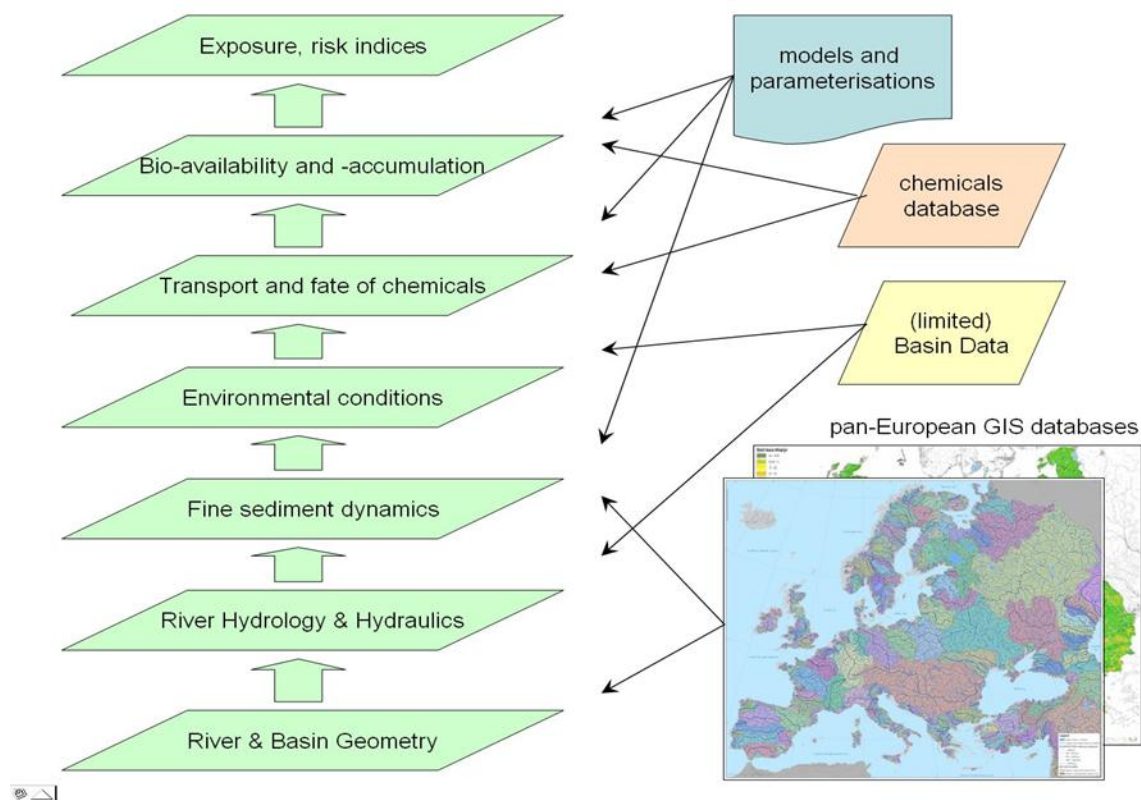 Exposure, risk indices
models and
parameterisations
Bio-availability and -accumulation
chemicals
database
Transport and fate of chemicals
(limited)
Basin Data
Environmental conditions
pan-European GIS databases
Fine sediment dynamics
River Hydrology & Hydraulics
River & Basin Geometry